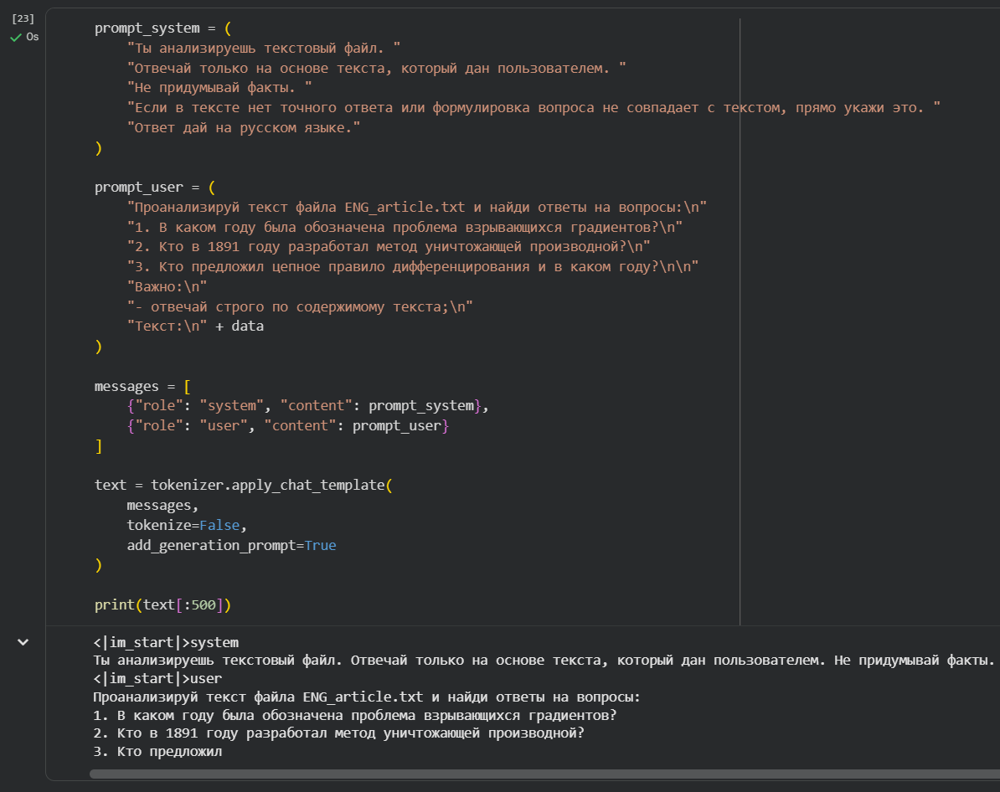 [23]
0s
prompt_system = (
    "Ты анализируешь текстовый файл. "
    "Отвечай только на основе текста, который дан пользователем. "
    "Не придумывай факты. "
    "Если в тексте нет точного ответа или формулировка вопроса не совпадает с текстом, прямо укажи это. "
    "Ответ дай на русском языке."
)

prompt_user = (
    "Проанализируй текст файла ENG_article.txt и найди ответы на вопросы:\n"
    "1. В каком году была обозначена проблема взрывающихся градиентов?\n"
    "2. Кто в 1891 году разработал метод уничтожающей производной?\n"
    "3. Кто предложил цепное правило дифференцирования и в каком году?\n\n"
    "Важно:\n"
    "- отвечай строго по содержимому текста;\n"
    "Текст:\n" + data
)

messages = [
    {"role": "system", "content": prompt_system},
    {"role": "user", "content": prompt_user}
]

text = tokenizer.apply_chat_template(
    messages,
    tokenize=False,
    add_generation_prompt=True
)

print(text[:500])
<|im_start|>system
Ты анализируешь текстовый файл. Отвечай только на основе текста, который дан пользователем. Не придумывай факты.
<|im_start|>user
Проанализируй текст файла ENG_article.txt и найди ответы на вопросы:
1. В каком году была обозначена проблема взрывающихся градиентов?
2. Кто в 1891 году разработал метод уничтожающей производной?
3. Кто предложил